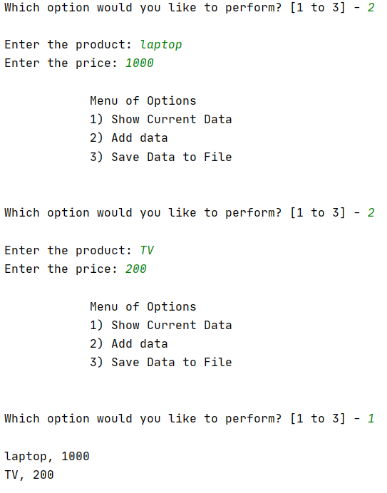 Which option would you like to perform? [1 to 3] - 2
Enter the product: laptop
Enter the price: 1000
Menu of Options
1) Show Current Data
2) Add data
3) Save Data to File
Which option would you like to perform? [1 to 3] - 2
Enter the product: TV
Enter the price: 200
Menu of Options
1) Show Current Data
2) Add data
3) Save Data to File
Which option would you like to perform? [1 to 3] - 1
laptop, 1000
TV, 200